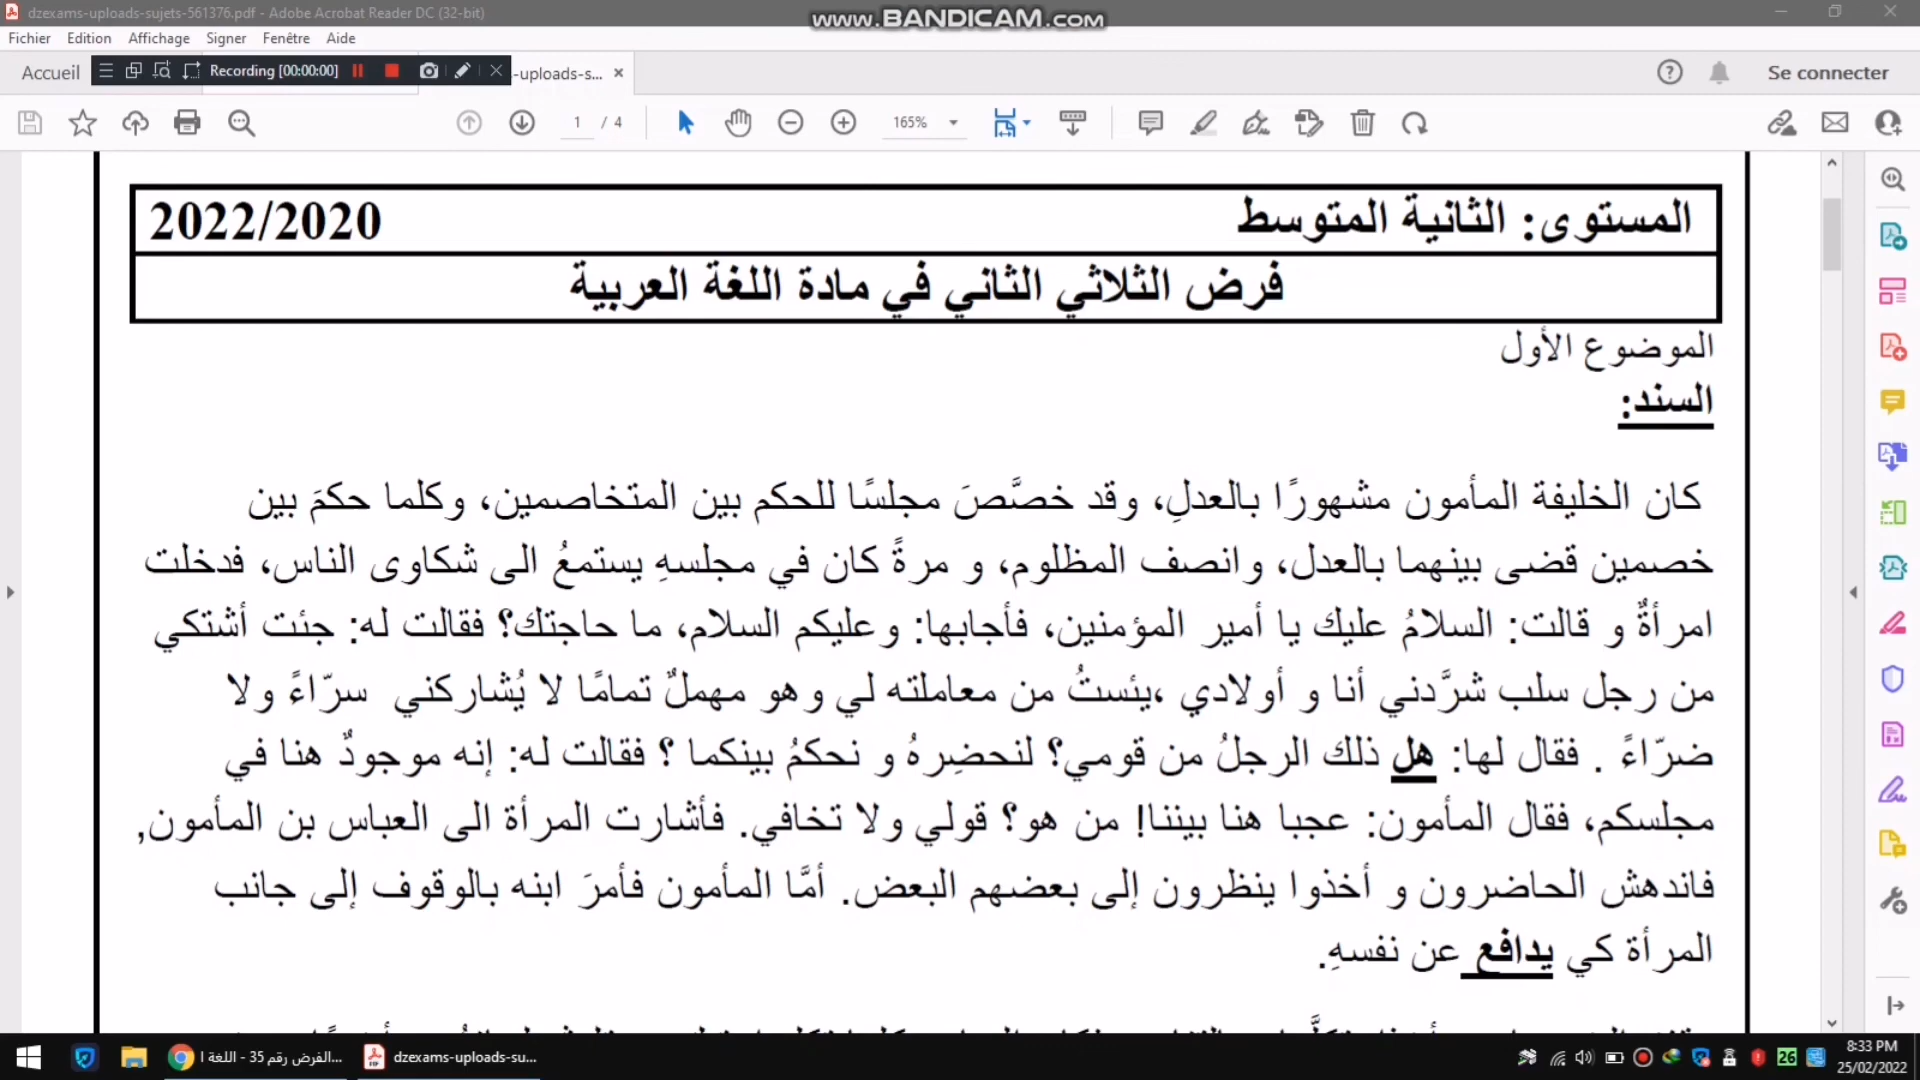 dzexams-uploads-sujets-561376.pdf - Adobe Acrobat Reader DC (32-bit)
www.BANDICAM.com
Fichier Edition Affichage Signer Fenêtre Aide
Accueil
Recording [00:00:00]
-uploads-s...
Se connecter
1 / 4
165%
المستوى: الثانية المتوسط
2022/2020
فرض الثلاثي الثاني في مادة اللغة العربية
الموضوع الأول
السند:
كان الخليفة المأمون مشهورًا بالعدلِ، وقد خصَّصَ مجلسًا للحكم بين المتخاصمين، وكلما حكمَ بين
خصمين قضى بينهما بالعدل، وانصف المظلوم، و مرةً كان في مجلسهِ يستمعُ الى شكاوى الناس، فدخلت
امرأةٌ و قالت: السلامُ عليك يا أمير المؤمنين، فأجابها: وعليكم السلام، ما حاجتك؟ فقالت له: جئت أشتكي
من رجل سلب شرَّدني أنا و أولادي ،يئستُ من معاملته لي وهو مهملٌ تمامًا لا يُشاركني سرّاءً ولا
ضرّاءً . فقال لها: هل ذلك الرجلُ من قومي؟ لنحضِرهُ و نحكمُ بينكما ؟ فقالت له: إنه موجودٌ هنا في
مجلسكم، فقال المأمون: عجبا هنا بيننا! من هو؟ قولي ولا تخافي. فأشارت المرأة الى العباس بن المأمون,
فاندهش الحاضرون و أخذوا ينظرون إلى بعضهم البعض. أمَّا المأمون فأمرَ ابنه بالوقوف إلى جانب
المرأة كي يدافع عن نفسهِ.
الفرض رقم 35 - اللغة ا...
dzexams-uploads-su...
26
8:33 PM
25/02/2022